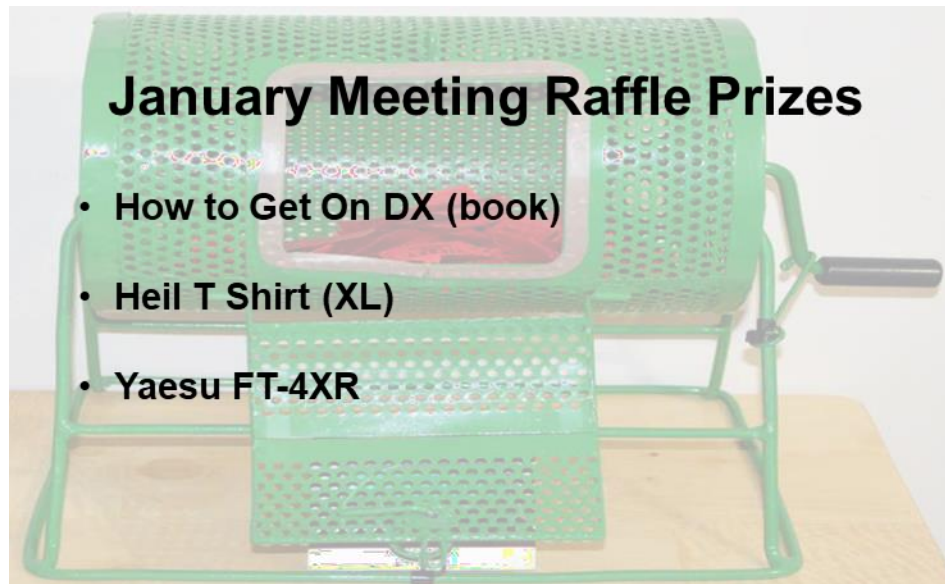 January Meeting Raffle Prizes
• How to Get On DX (book)
• Heil T Shirt (XL)
• Yaesu FT-4XR